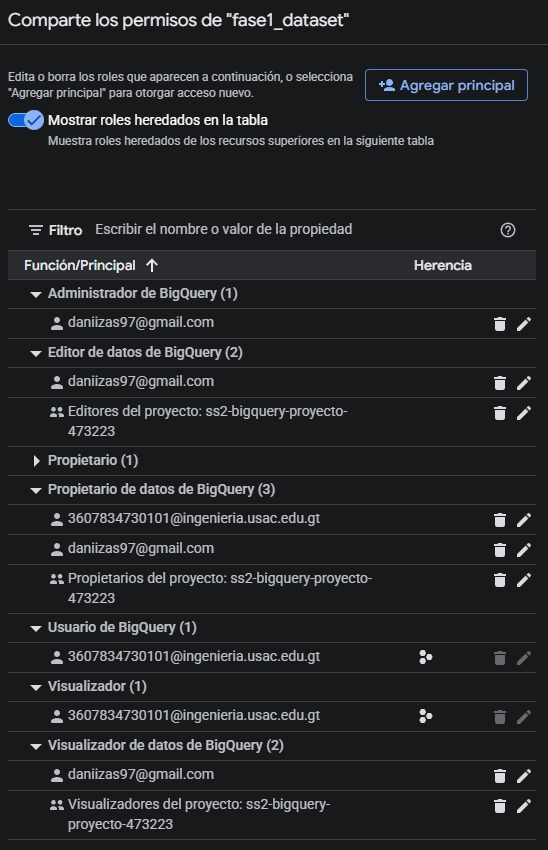 Comparte los permisos de "fase1_dataset"
Edita o borra los roles que aparecen a continuación, o selecciona
"Agregar principal" para otorgar acceso nuevo.
Agregar principal
Mostrar roles heredados en la tabla
Muestra roles heredados de los recursos superiores en la siguiente tabla
Filtro Escribir el nombre o valor de la propiedad
Función/Principal Herencia
Administrador de BigQuery (1)
daniizas97@gmail.com
Editor de datos de BigQuery (2)
daniizas97@gmail.com
Editores del proyecto: ss2-bigquery-proyecto-
473223
Propietario (1)
Propietario de datos de BigQuery (3)
3607834730101@ingenieria.usac.edu.gt
daniizas97@gmail.com
Propietarios del proyecto: ss2-bigquery-proyecto-
473223
Usuario de BigQuery (1)
3607834730101@ingenieria.usac.edu.gt
Visualizador (1)
3607834730101@ingenieria.usac.edu.gt
Visualizador de datos de BigQuery (2)
daniizas97@gmail.com
Visualizadores del proyecto: ss2-bigquery-
proyecto-473223